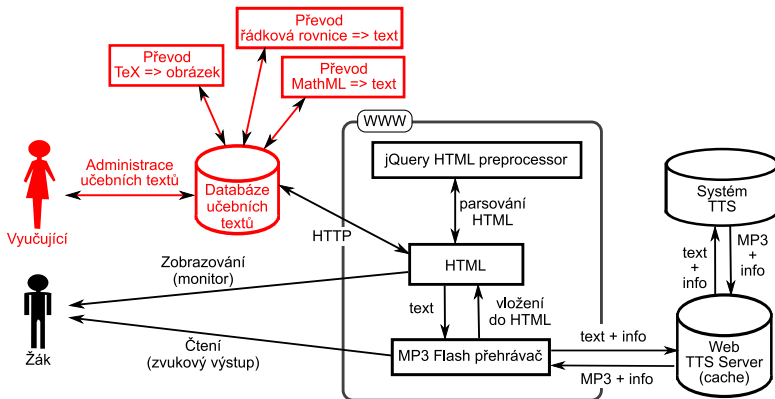 Převod
řádková rovnice => text
Převod
TeX => obrázek
Převod
MathML => text
WWW
jQuery HTML preprocessor
Administrace
učebních textů
Databáze
učebních
textů
Vyučující
parsování
HTML
Systém
TTS
HTTP
HTML
Zobrazování
(monitor)
text
+
info
MP3 +
info
text
vložení
do HTML
Čtení
(zvukový výstup)
Žák
MP3 Flash přehrávač
text + info
MP3 + info
Web
TTS Server
(cache)